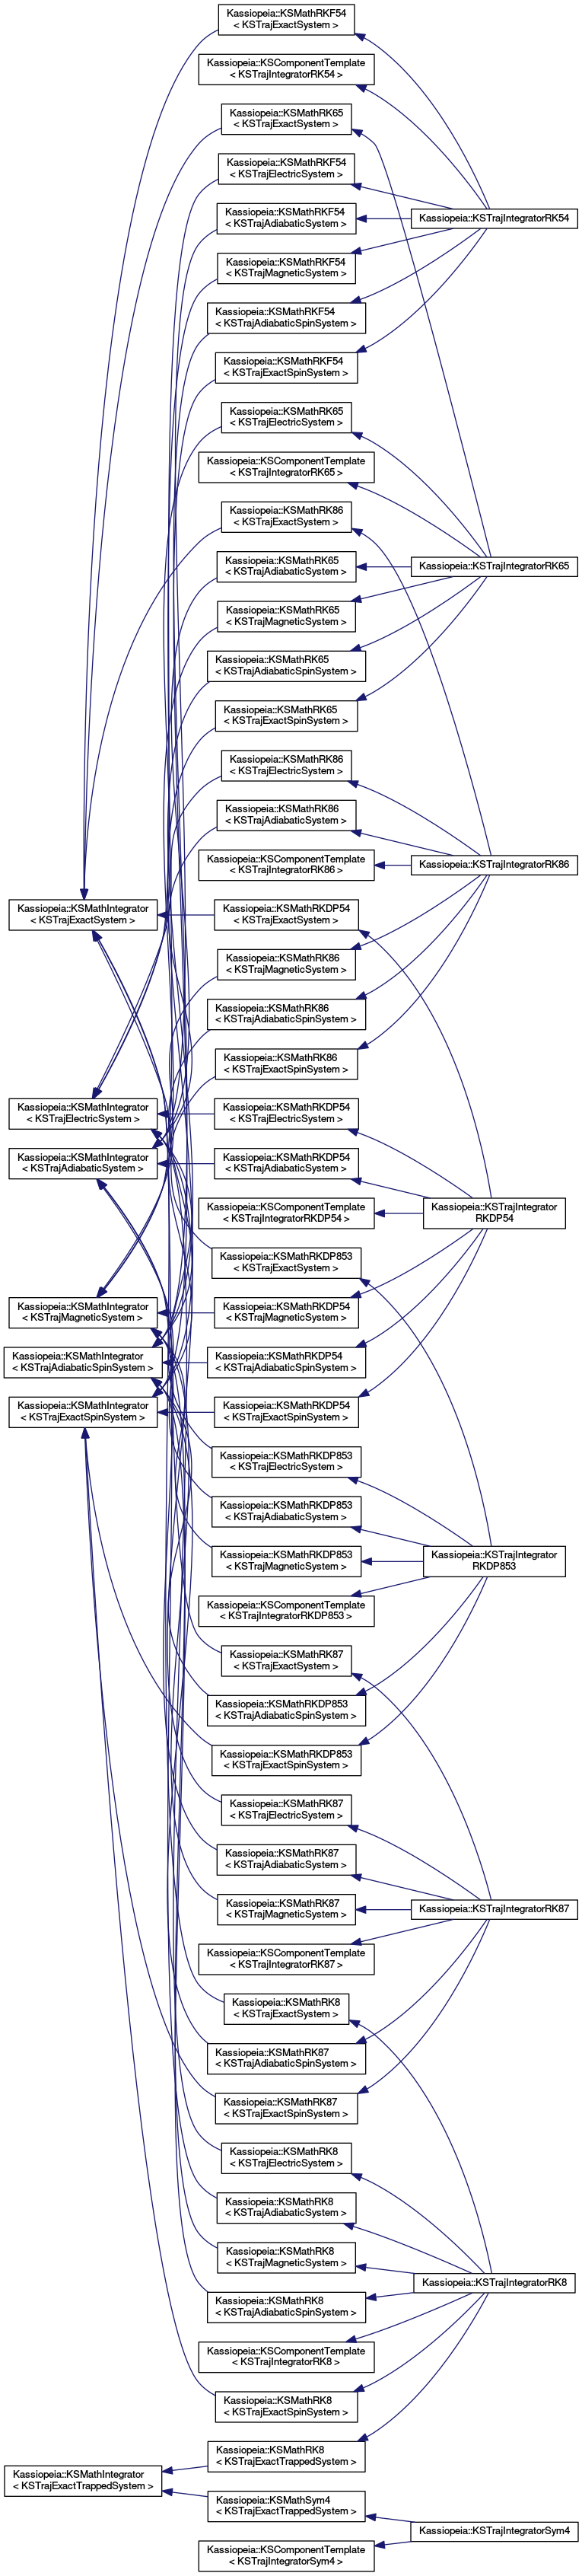 Kassiopeia::KSMathRKF54
< KSTrajExactSystem >
Kassiopeia::KSComponentTemplate
< KSTrajIntegratorRK54 >
Kassiopeia::KSMathRK65
< KSTrajExactSystem >
Kassiopeia::KSMathRKF54
< KSTrajElectricSystem >
Kassiopeia::KSMathRKF54
< KSTrajAdiabaticSystem >
Kassiopeia::KSTrajIntegratorRK54
Kassiopeia::KSMathRKF54
< KSTrajMagneticSystem >
Kassiopeia::KSMathRKF54
< KSTrajAdiabaticSpinSystem >
Kassiopeia::KSMathRKF54
< KSTrajExactSpinSystem >
Kassiopeia::KSMathRK65
< KSTrajElectricSystem >
Kassiopeia::KSComponentTemplate
< KSTrajIntegratorRK65 >
Kassiopeia::KSMathRK86
< KSTrajExactSystem >
Kassiopeia::KSMathRK65
< KSTrajAdiabaticSystem >
Kassiopeia::KSTrajIntegratorRK65
Kassiopeia::KSMathRK65
< KSTrajMagneticSystem >
Kassiopeia::KSMathRK65
< KSTrajAdiabaticSpinSystem >
Kassiopeia::KSMathRK65
< KSTrajExactSpinSystem >
Kassiopeia::KSMathRK86
< KSTrajElectricSystem >
Kassiopeia::KSMathRK86
< KSTrajAdiabaticSystem >
Kassiopeia::KSComponentTemplate
< KSTrajIntegratorRK86 >
Kassiopeia::KSTrajIntegratorRK86
Kassiopeia::KSMathIntegrator
< KSTrajExactSystem >
Kassiopeia::KSMathRKDP54
< KSTrajExactSystem >
Kassiopeia::KSMathRK86
< KSTrajMagneticSystem >
Kassiopeia::KSMathRK86
< KSTrajAdiabaticSpinSystem >
Kassiopeia::KSMathRK86
< KSTrajExactSpinSystem >
Kassiopeia::KSMathIntegrator
< KSTrajElectricSystem >
Kassiopeia::KSMathRKDP54
< KSTrajElectricSystem >
Kassiopeia::KSMathIntegrator
< KSTrajAdiabaticSystem >
Kassiopeia::KSMathRKDP54
< KSTrajAdiabaticSystem >
Kassiopeia::KSComponentTemplate
< KSTrajIntegratorRKDP54 >
Kassiopeia::KSTrajIntegrator
RKDP54
Kassiopeia::KSMathRKDP853
< KSTrajExactSystem >
Kassiopeia::KSMathIntegrator
< KSTrajMagneticSystem >
Kassiopeia::KSMathRKDP54
< KSTrajMagneticSystem >
Kassiopeia::KSMathIntegrator
< KSTrajAdiabaticSpinSystem >
Kassiopeia::KSMathRKDP54
< KSTrajAdiabaticSpinSystem >
Kassiopeia::KSMathIntegrator
< KSTrajExactSpinSystem >
Kassiopeia::KSMathRKDP54
< KSTrajExactSpinSystem >
Kassiopeia::KSMathRKDP853
< KSTrajElectricSystem >
Kassiopeia::KSMathRKDP853
< KSTrajAdiabaticSystem >
Kassiopeia::KSMathRKDP853
< KSTrajMagneticSystem >
Kassiopeia::KSTrajIntegrator
RKDP853
Kassiopeia::KSComponentTemplate
< KSTrajIntegratorRKDP853 >
Kassiopeia::KSMathRK87
< KSTrajExactSystem >
Kassiopeia::KSMathRKDP853
< KSTrajAdiabaticSpinSystem >
Kassiopeia::KSMathRKDP853
< KSTrajExactSpinSystem >
Kassiopeia::KSMathRK87
< KSTrajElectricSystem >
Kassiopeia::KSMathRK87
< KSTrajAdiabaticSystem >
Kassiopeia::KSMathRK87
< KSTrajMagneticSystem >
Kassiopeia::KSTrajIntegratorRK87
Kassiopeia::KSComponentTemplate
< KSTrajIntegratorRK87 >
Kassiopeia::KSMathRK8
< KSTrajExactSystem >
Kassiopeia::KSMathRK87
< KSTrajAdiabaticSpinSystem >
Kassiopeia::KSMathRK87
< KSTrajExactSpinSystem >
Kassiopeia::KSMathRK8
< KSTrajElectricSystem >
Kassiopeia::KSMathRK8
< KSTrajAdiabaticSystem >
Kassiopeia::KSMathRK8
< KSTrajMagneticSystem >
Kassiopeia::KSTrajIntegratorRK8
Kassiopeia::KSMathRK8
< KSTrajAdiabaticSpinSystem >
Kassiopeia::KSComponentTemplate
< KSTrajIntegratorRK8 >
Kassiopeia::KSMathRK8
< KSTrajExactSpinSystem >
Kassiopeia::KSMathRK8
< KSTrajExactTrappedSystem >
Kassiopeia::KSMathIntegrator
< KSTrajExactTrappedSystem >
Kassiopeia::KSMathSym4
< KSTrajExactTrappedSystem >
Kassiopeia::KSTrajIntegratorSym4
Kassiopeia::KSComponentTemplate
< KSTrajIntegratorSym4 >